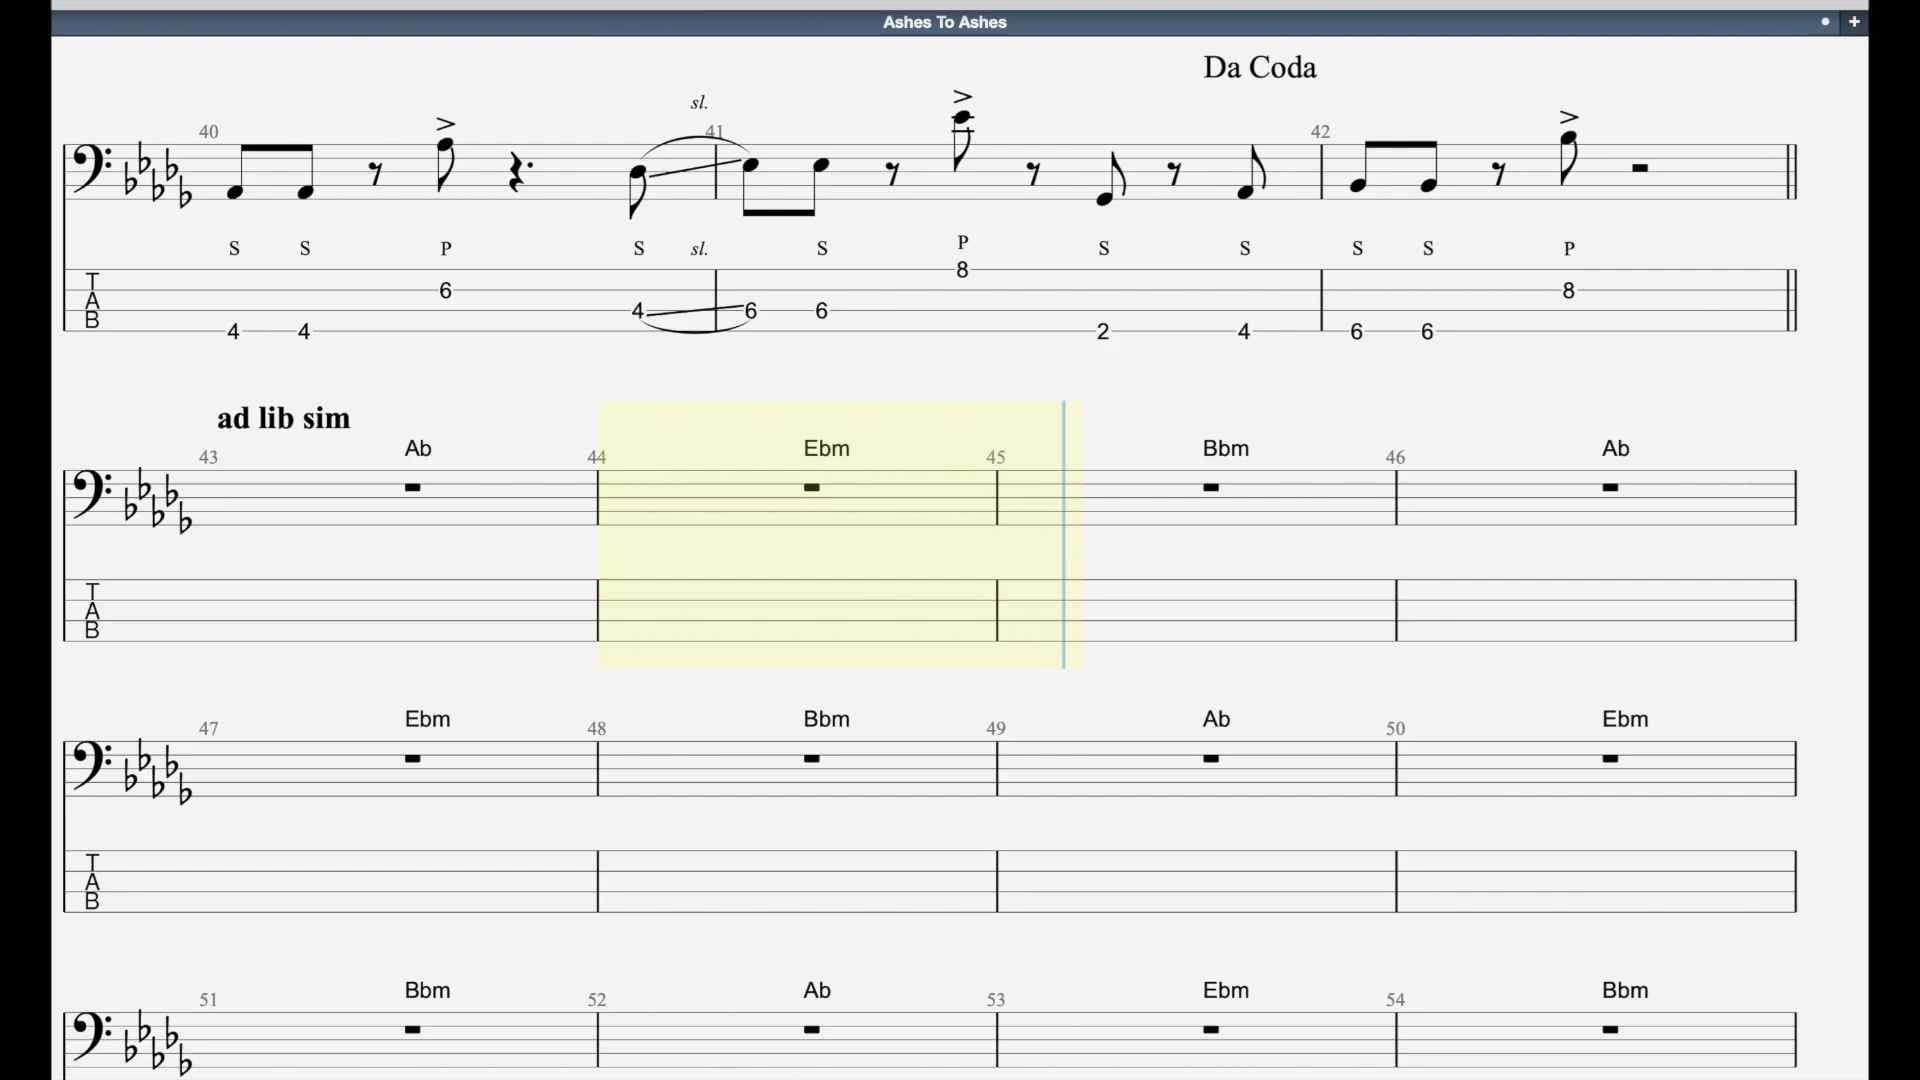 Ashes To Ashes
Da Coda
sl.
40 41 42
S S P S sl. S P S S S S P
T
A
B
4 4 6 4 6 6 8 2 4 6 6 8
ad lib sim
43 Ab 44 Ebm 45 Bbm 46 Ab
T
A
B
47 Ebm 48 Bbm 49 Ab 50 Ebm
T
A
B
51 Bbm 52 Ab 53 Ebm 54 Bbm